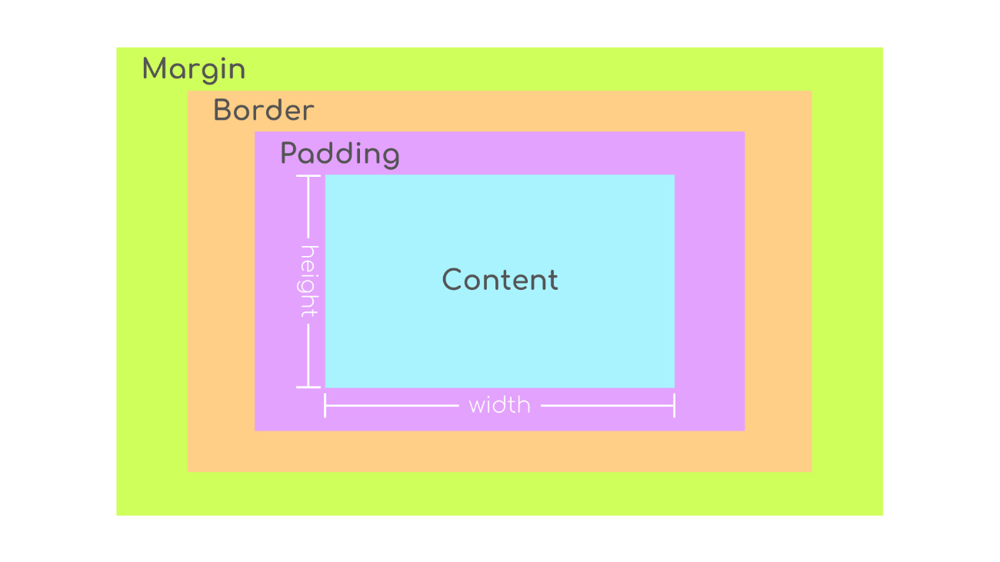 Margin
Border
Padding
height
Content
width